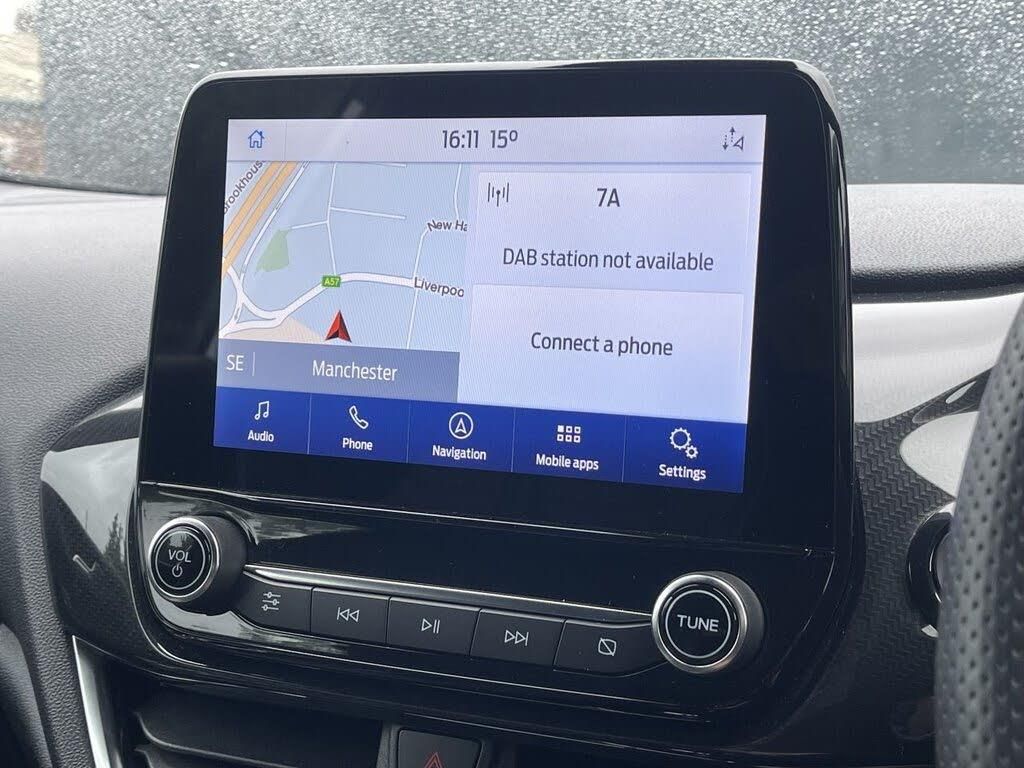 16:11 15°
brookhous
New Ha
A57
Liverpoo
SE
Manchester
7A
DAB station not available
Connect a phone
Audio
Phone
Navigation
Mobile apps
Settings
VOL
TUNE